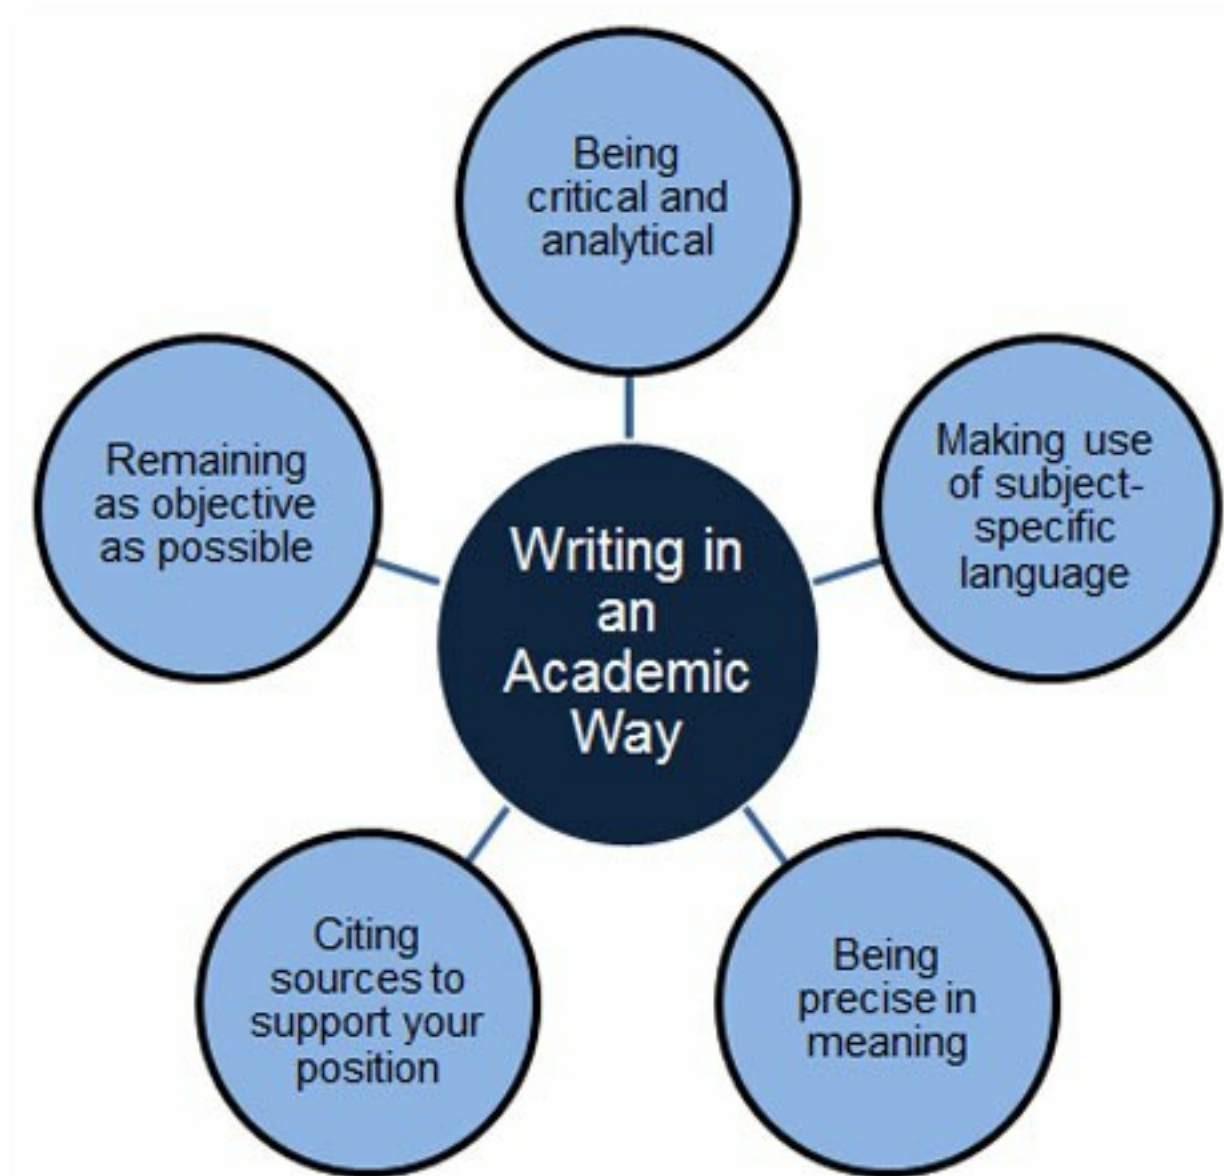 Being
critical and
analytical
Making use
of subject-
specific
language
Being
precise in
meaning
Citing
sources to
support your
position
Remaining
as objective
as possible
Writing in
an
Academic
Way